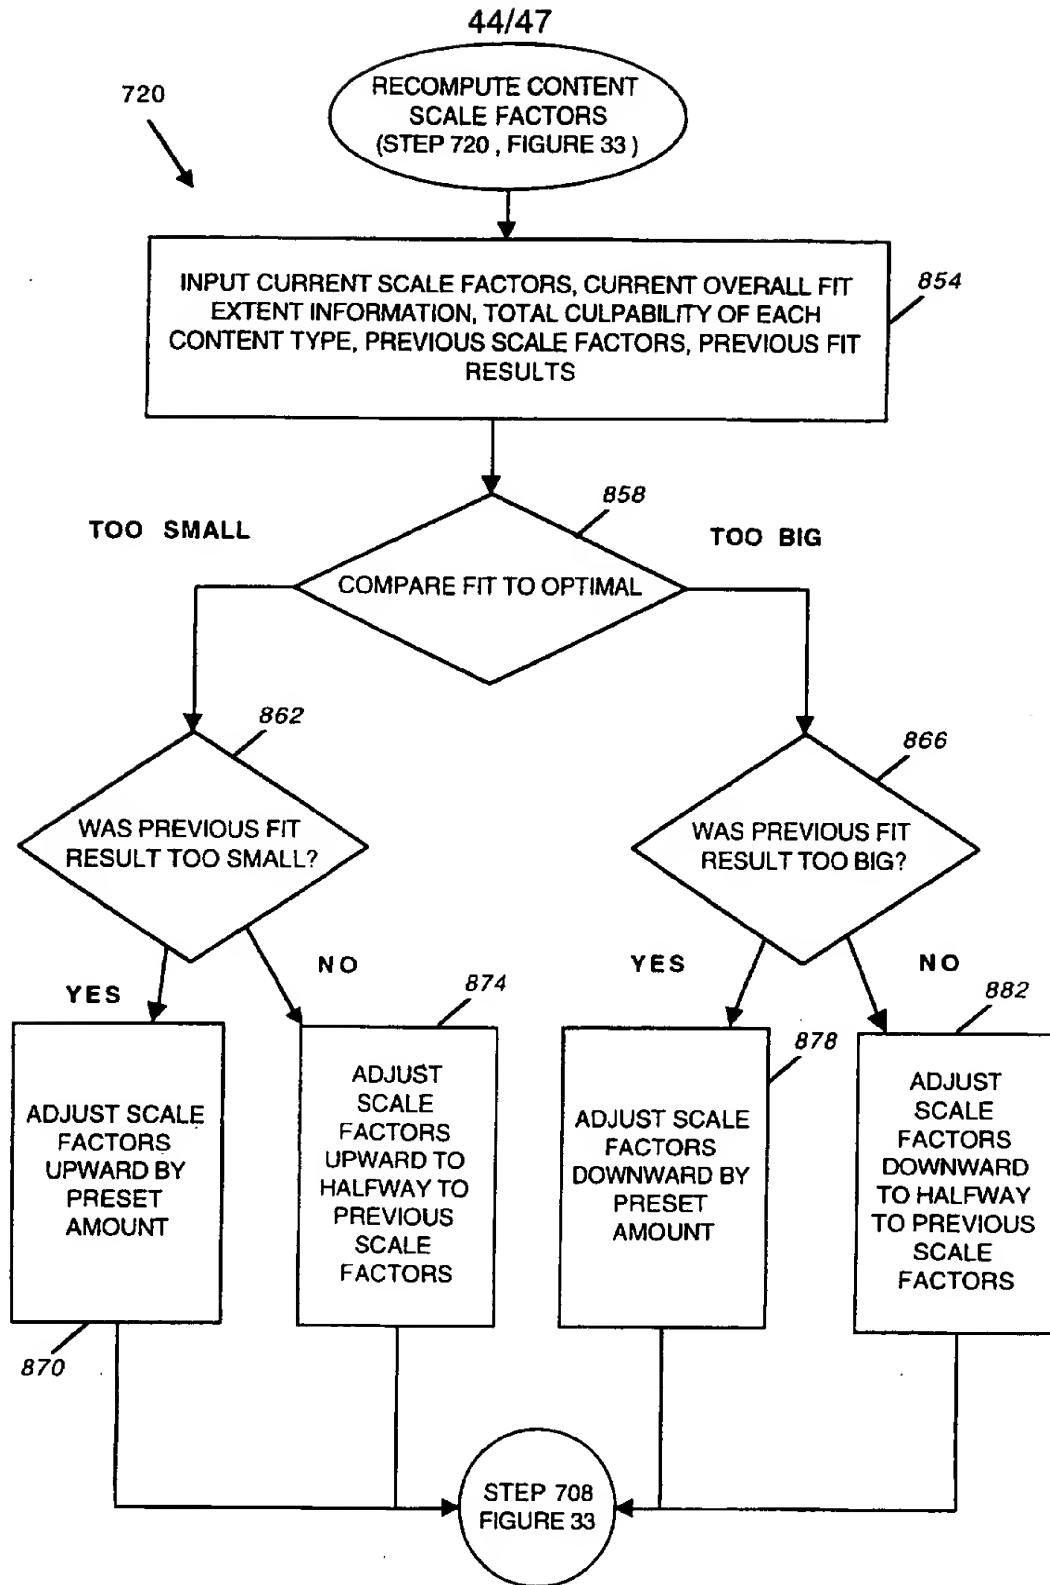 44/47
720
RECOMPUTE CONTENT
SCALE FACTORS
(STEP 720 , FIGURE 33 )
INPUT CURRENT SCALE FACTORS, CURRENT OVERALL FIT
EXTENT INFORMATION, TOTAL CULPABILITY OF EACH
CONTENT TYPE, PREVIOUS SCALE FACTORS, PREVIOUS FIT
RESULTS
854
858
TOO SMALL
TOO BIG
COMPARE FIT TO OPTIMAL
862
866
WAS PREVIOUS FIT
RESULT TOO SMALL?
WAS PREVIOUS FIT
RESULT TOO BIG?
YES
NO
YES
NO
874
878
882
ADJUST SCALE
FACTORS
UPWARD BY
PRESET
AMOUNT
ADJUST
SCALE
FACTORS
UPWARD TO
HALFWAY TO
PREVIOUS
SCALE
FACTORS
ADJUST SCALE
FACTORS
DOWNWARD BY
PRESET
AMOUNT
ADJUST
SCALE
FACTORS
DOWNWARD
TO HALFWAY
TO PREVIOUS
SCALE
FACTORS
870
STEP 708
FIGURE 33